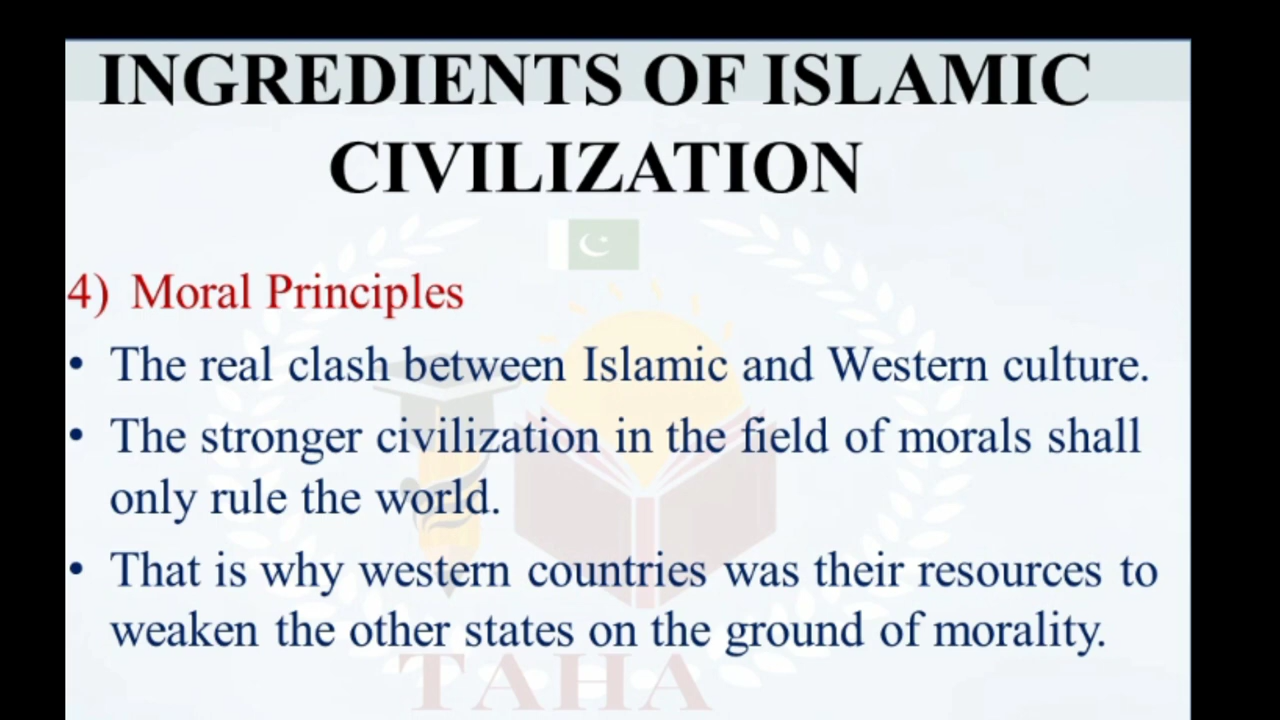 INGREDIENTS OF ISLAMIC
CIVILIZATION
4) Moral Principles
• The real clash between Islamic and Western culture.
• The stronger civilization in the field of morals shall
only rule the world.
• That is why western countries was their resources to
weaken the other states on the ground of morality.
TAHA